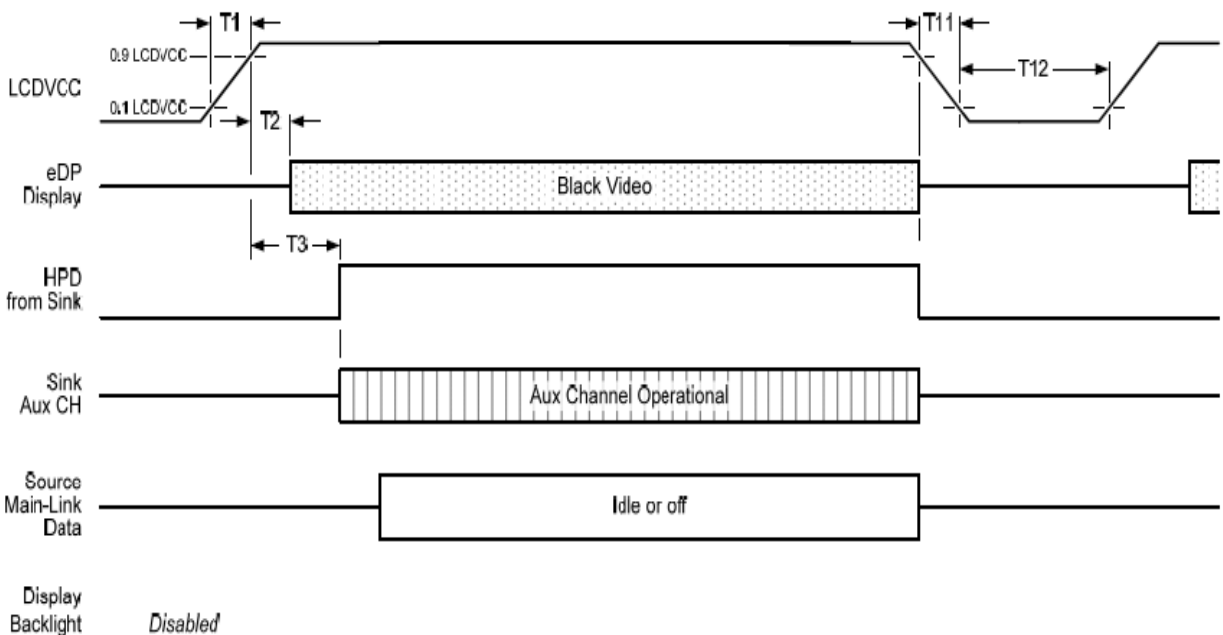 T1
T11
0.9 LCDVCC
LCDVCC
T12
0.1 LCDVCC
T2
eDP
Display
Black Video
T3
HPD
from Sink
Sink
Aux CH
Aux Channel Operational
Source
Main-Link
Data
Idle or off
Display
Backlight
Disabled